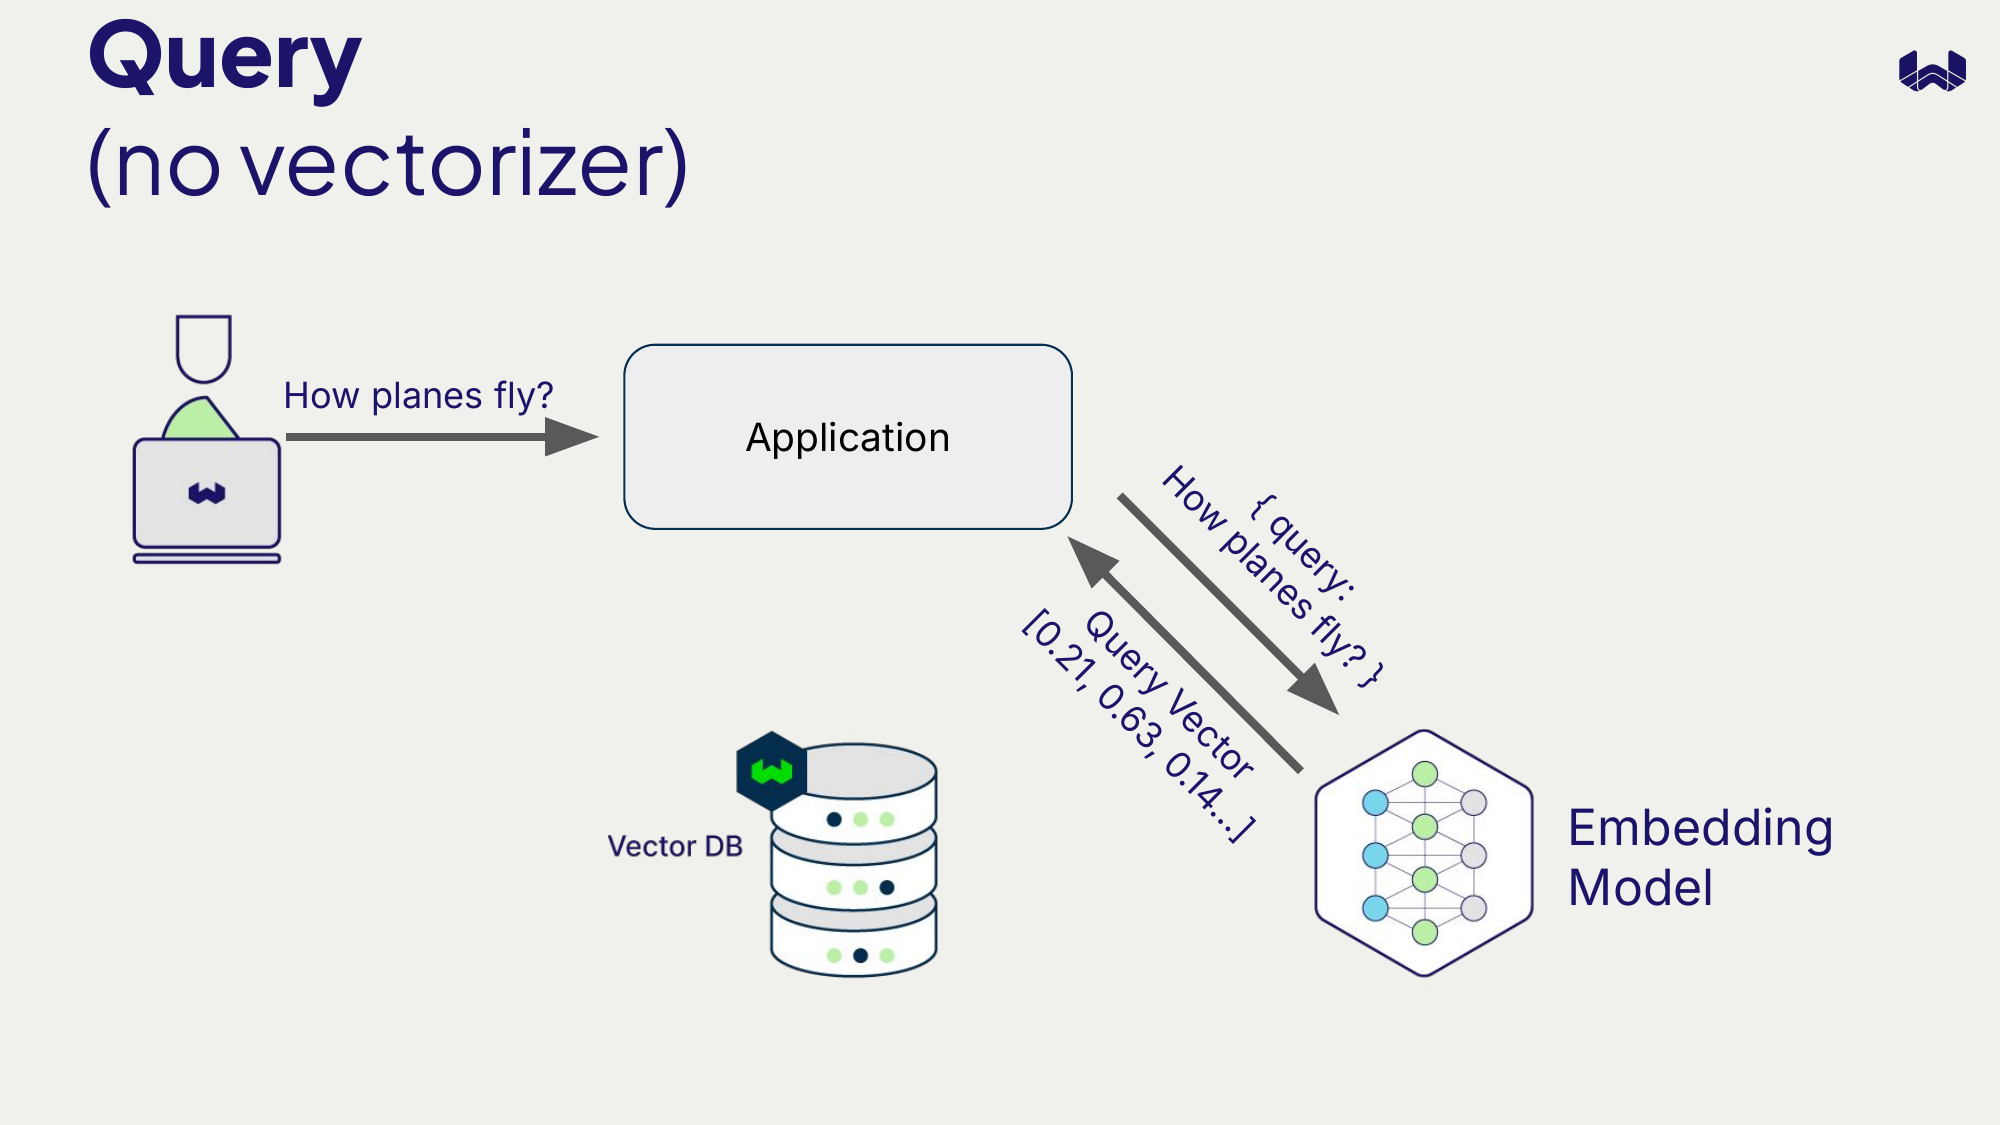 Query
(no vectorizer)
How planes fly?
Application
{ query:
How planes fly? }
Query Vector
[0.21, 0.63, 0.14...]
Vector DB
Embedding
Model